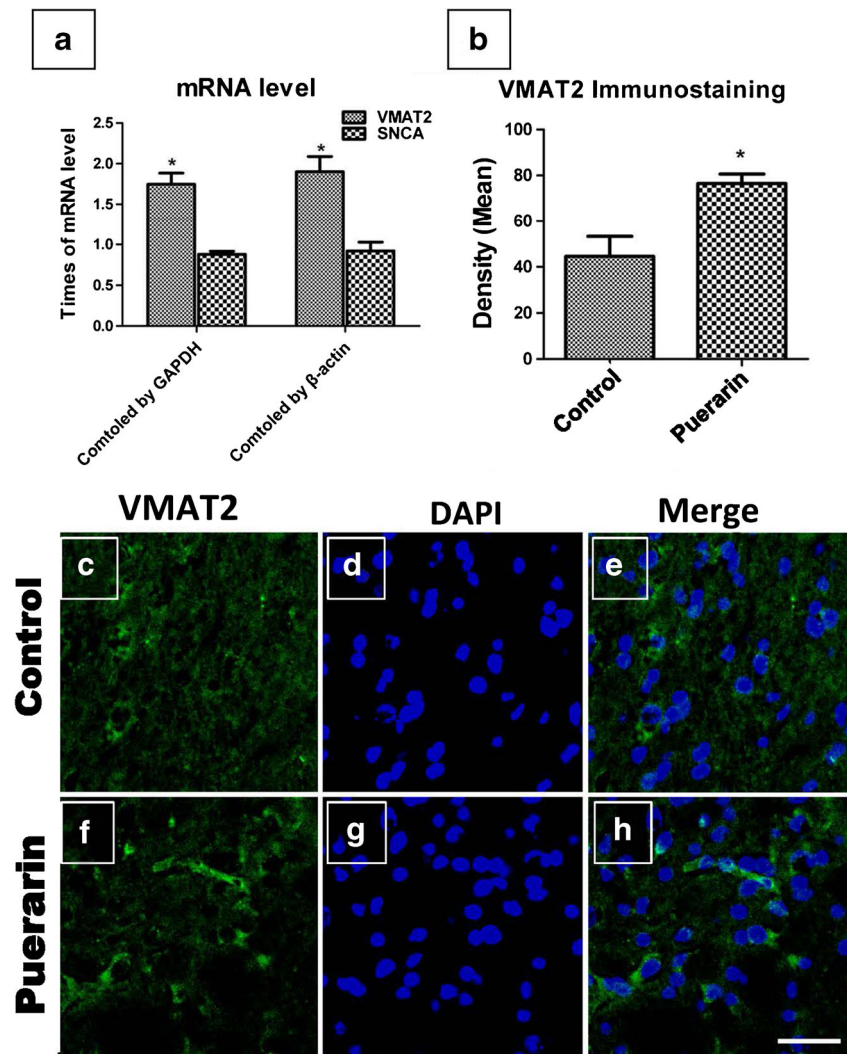 a
mRNA level
VMAT2
SNCA
Times of mRNA level
2.5
2.0
1.5
1.0
0.5
0.0
*
*
Comtoled by GAPDH
Comtoled by β-actin
b
VMAT2 Immunostaining
Density (Mean)
100
80
60
40
20
0
*
Control
Puerarin
VMAT2 DAPI Merge
Control
c d e
Puerarin
f g h